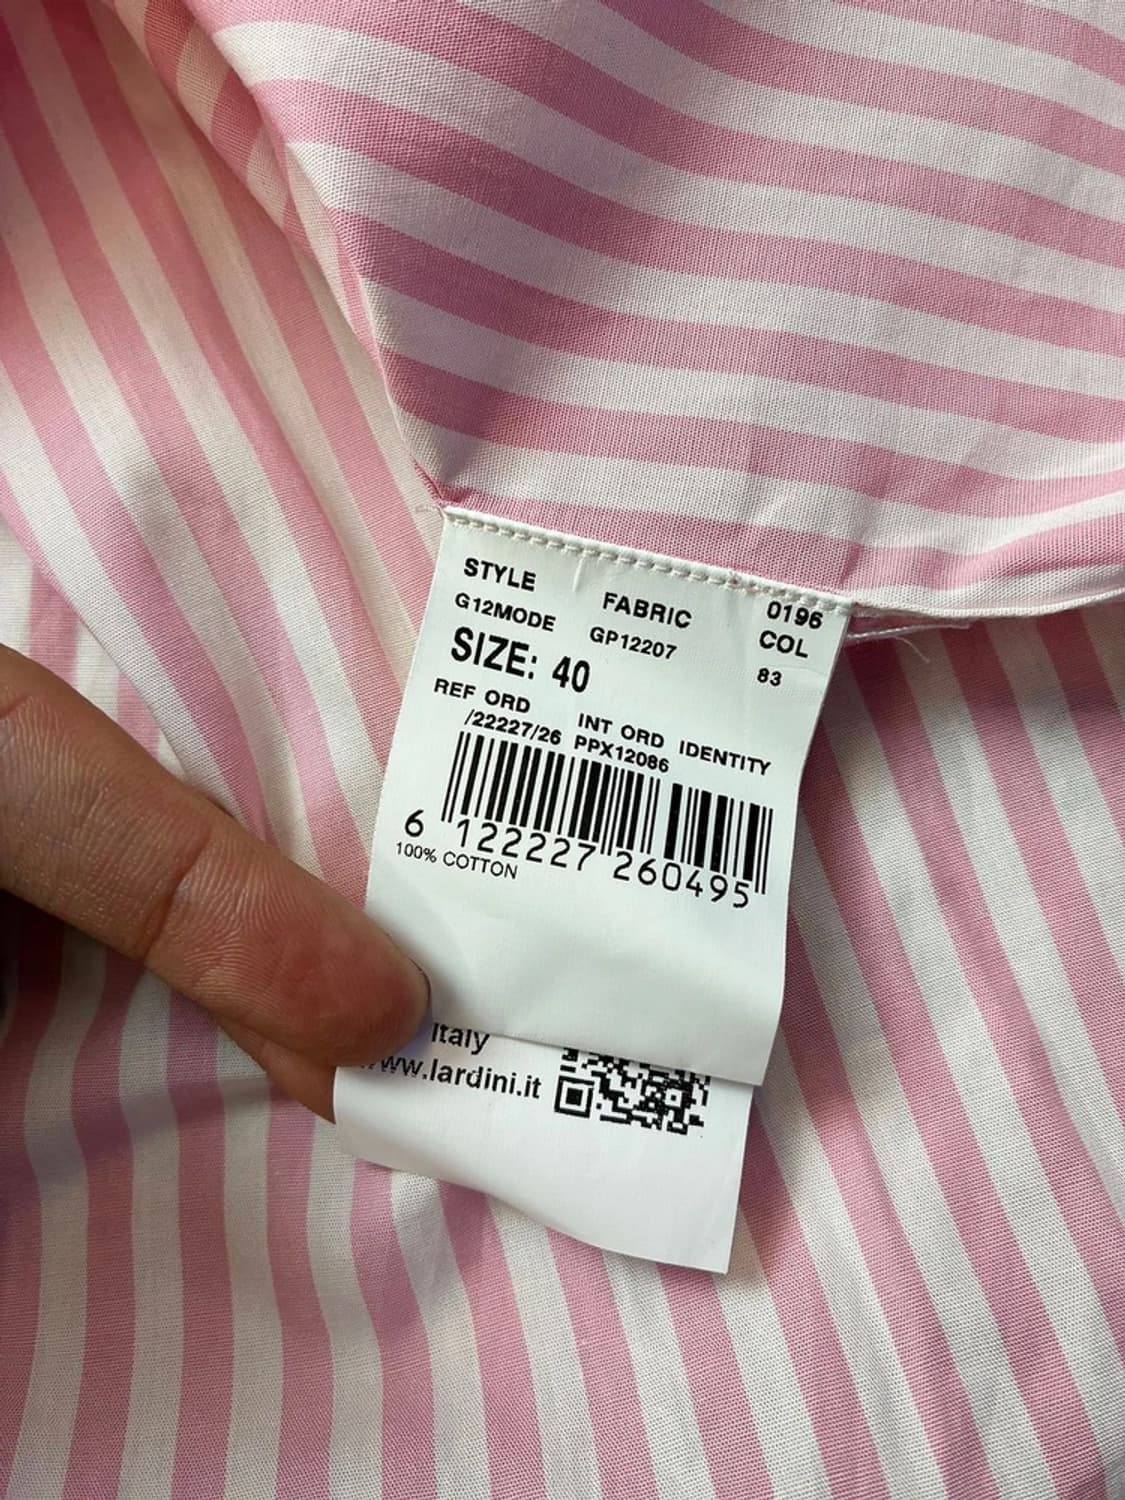 STYLE FABRIC 0196
G12MODE GP12207 COL
SIZE: 40 83
REF ORD INT ORD IDENTITY
/22227/26 PPX12086
6 122227 260495
100% COTTON
Italy
www.lardini.it